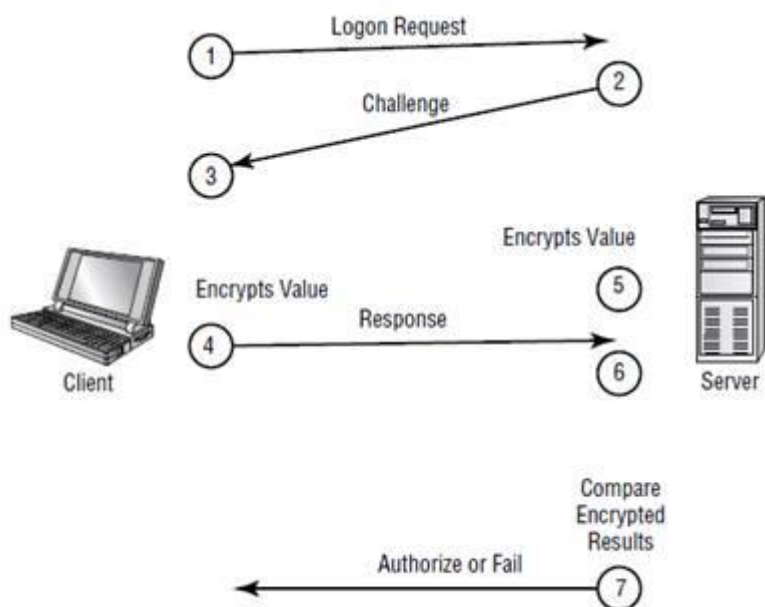 Logon Request
1
2
Challenge
3
Encrypts Value
5
Encrypts Value
Response
4
6
Client
Server
Compare
Encrypted
Results
Authorize or Fail
7